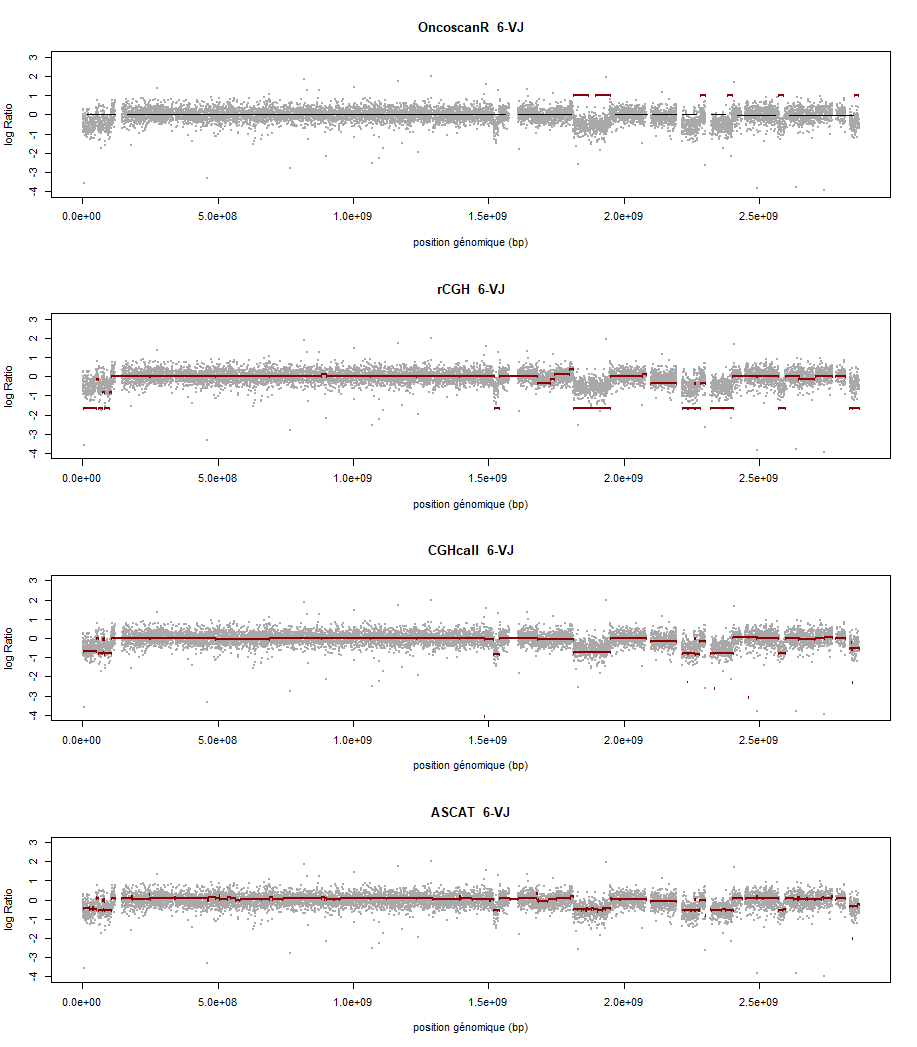 OncoscanR 6-VJ
log Ratio
3
2
1
0
-1
-2
-3
-4
0.0e+00 5.0e+08 1.0e+09 1.5e+09 2.0e+09 2.5e+09
position génomique (bp)
rCGH 6-VJ
log Ratio
3
2
1
0
-1
-2
-3
-4
0.0e+00 5.0e+08 1.0e+09 1.5e+09 2.0e+09 2.5e+09
position génomique (bp)
CGHcall 6-VJ
log Ratio
3
2
1
0
-1
-2
-3
-4
0.0e+00 5.0e+08 1.0e+09 1.5e+09 2.0e+09 2.5e+09
position génomique (bp)
ASCAT 6-VJ
log Ratio
3
2
1
0
-1
-2
-3
-4
0.0e+00 5.0e+08 1.0e+09 1.5e+09 2.0e+09 2.5e+09
position génomique (bp)